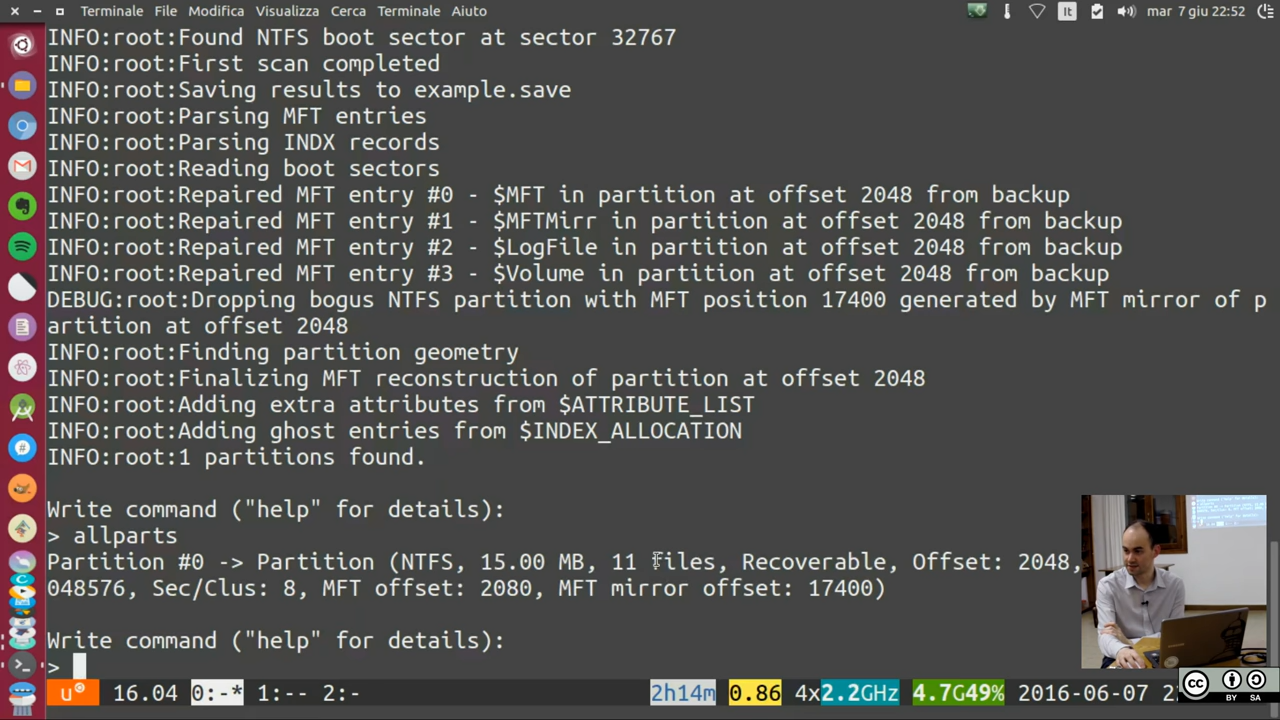 Terminale File Modifica Visualizza Cerca Terminale Aiuto It mar 7 giu 22:52
INFO:root:Found NTFS boot sector at sector 32767
INFO:root:First scan completed
INFO:root:Saving results to example.save
INFO:root:Parsing MFT entries
INFO:root:Parsing INDX records
INFO:root:Reading boot sectors
INFO:root:Repaired MFT entry #0 - $MFT in partition at offset 2048 from backup
INFO:root:Repaired MFT entry #1 - $MFTMirr in partition at offset 2048 from backup
INFO:root:Repaired MFT entry #2 - $LogFile in partition at offset 2048 from backup
INFO:root:Repaired MFT entry #3 - $Volume in partition at offset 2048 from backup
DEBUG:root:Dropping bogus NTFS partition with MFT position 17400 generated by MFT mirror of p
artition at offset 2048
INFO:root:Finding partition geometry
INFO:root:Finalizing MFT reconstruction of partition at offset 2048
INFO:root:Adding extra attributes from $ATTRIBUTE_LIST
INFO:root:Adding ghost entries from $INDEX_ALLOCATION
INFO:root:1 partitions found.
Write command ("help" for details):
> allparts
Partition #0 -> Partition (NTFS, 15.00 MB, 11 files, Recoverable, Offset: 2048,
048576, Sec/Clus: 8, MFT offset: 2080, MFT mirror offset: 17400)
Write command ("help" for details):
>
u 16.04 0:-* 1:-- 2:- 2h14m 0.86 4x2.2GHz 4.7G49% 2016-06-07
cc BY SA